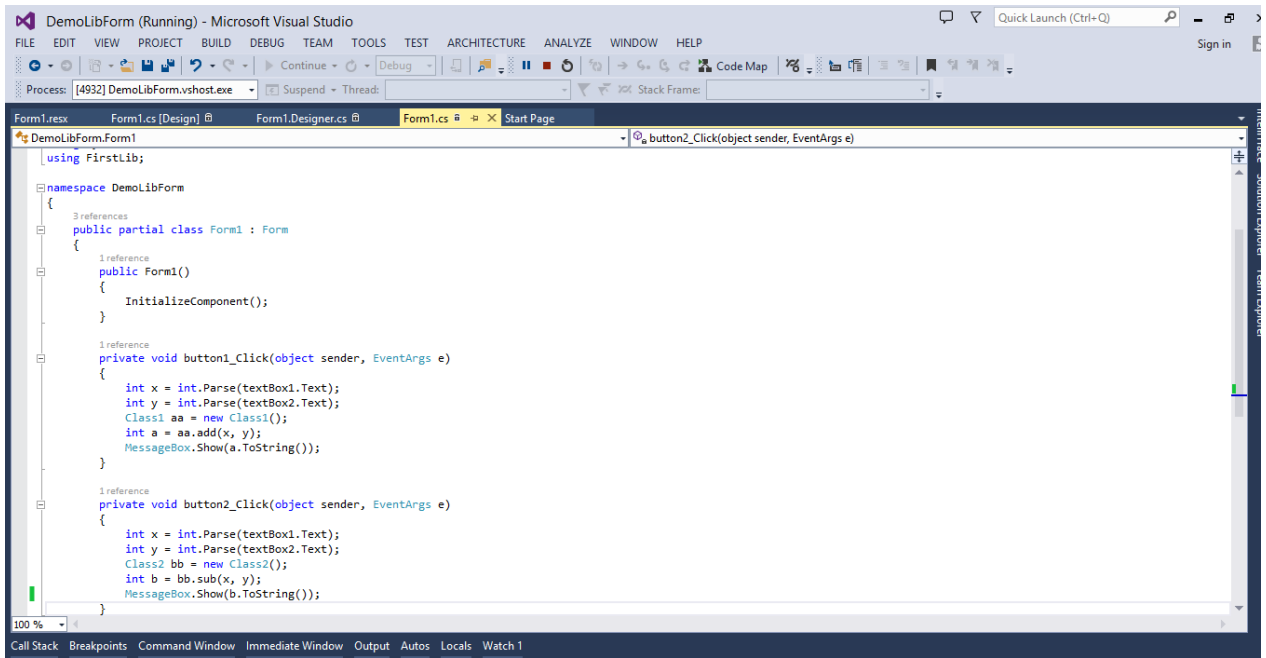 DemoLibForm (Running) - Microsoft Visual Studio
Quick Launch (Ctrl+Q)
FILE EDIT VIEW PROJECT BUILD DEBUG TEAM TOOLS TEST ARCHITECTURE ANALYZE WINDOW HELP
Sign in
Continue Debug Code Map
Process: [4932] DemoLibForm.vshost.exe Suspend Thread: Stack Frame:
Form1.resx Form1.cs [Design] Form1.Designer.cs Form1.cs Start Page
DemoLibForm.Form1 button2_Click(object sender, EventArgs e)
using FirstLib;
namespace DemoLibForm
{
3 references
public partial class Form1 : Form
{
1 reference
public Form1()
{
InitializeComponent();
}
1 reference
private void button1_Click(object sender, EventArgs e)
{
int x = int.Parse(textBox1.Text);
int y = int.Parse(textBox2.Text);
Class1 aa = new Class1();
int a = aa.add(x, y);
MessageBox.Show(a.ToString());
}
1 reference
private void button2_Click(object sender, EventArgs e)
{
int x = int.Parse(textBox1.Text);
int y = int.Parse(textBox2.Text);
Class2 bb = new Class2();
int b = bb.sub(x, y);
MessageBox.Show(b.ToString());
}
100 %
Call Stack Breakpoints Command Window Immediate Window Output Autos Locals Watch 1
Solution Explorer
Team Explorer